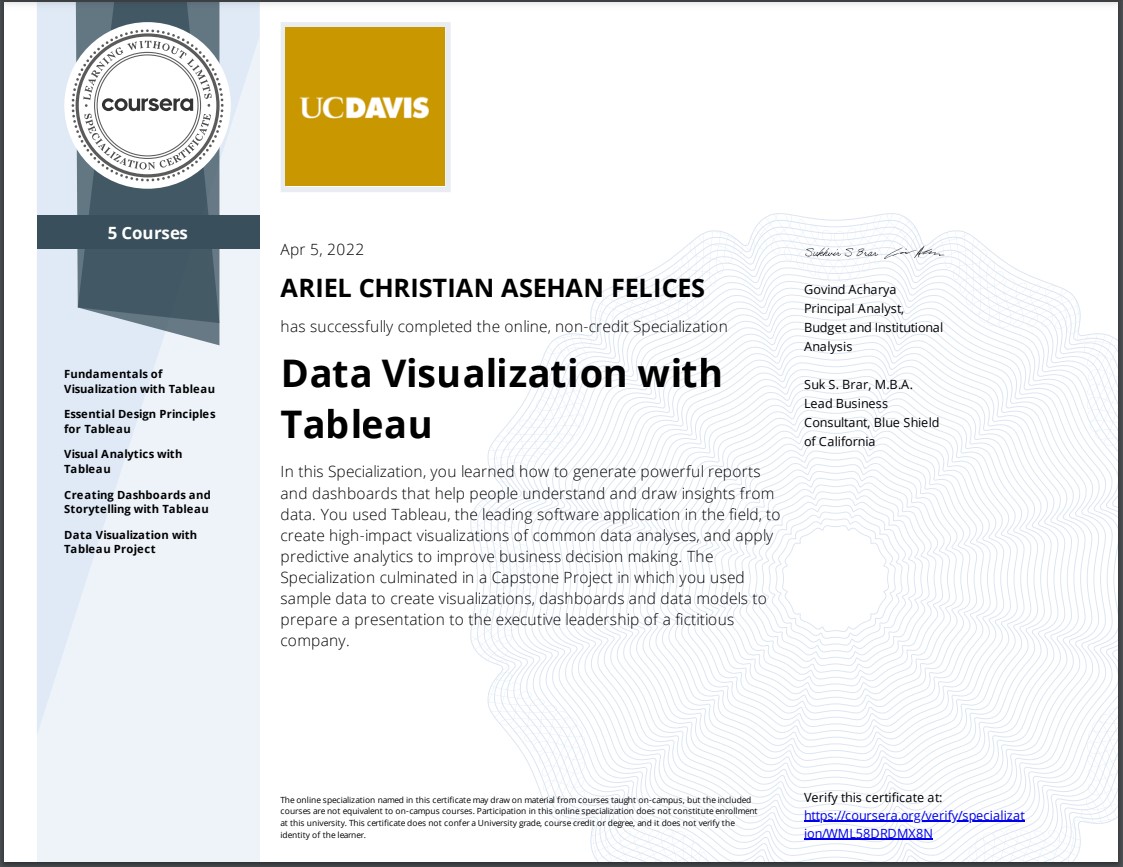 LEARNING WITHOUT LIMITS
coursera
SPECIALIZATION CERTIFICATE
UCDAVIS
5 Courses
Fundamentals of
Visualization with Tableau
Essential Design Principles
for Tableau
Visual Analytics with
Tableau
Creating Dashboards and
Storytelling with Tableau
Data Visualization with
Tableau Project
Apr 5, 2022
ARIEL CHRISTIAN ASEHAN FELICES
has successfully completed the online, non-credit Specialization
Data Visualization with
Tableau
In this Specialization, you learned how to generate powerful reports
and dashboards that help people understand and draw insights from
data. You used Tableau, the leading software application in the field, to
create high-impact visualizations of common data analyses, and apply
predictive analytics to improve business decision making. The
Specialization culminated in a Capstone Project in which you used
sample data to create visualizations, dashboards and data models to
prepare a presentation to the executive leadership of a fictitious
company.
Sukhvir S Brar
Govind Acharya
Principal Analyst,
Budget and Institutional
Analysis
Suk S. Brar, M.B.A.
Lead Business
Consultant, Blue Shield
of California
The online specialization named in this certificate may draw on material from courses taught on-campus, but the included
courses are not equivalent to on-campus courses. Participation in this online specialization does not constitute enrollment
at this university. This certificate does not confer a University grade, course credit or degree, and it does not verify the
identity of the learner.
Verify this certificate at:
https://coursera.org/verify/specializat
ion/WML58DRDMX8N